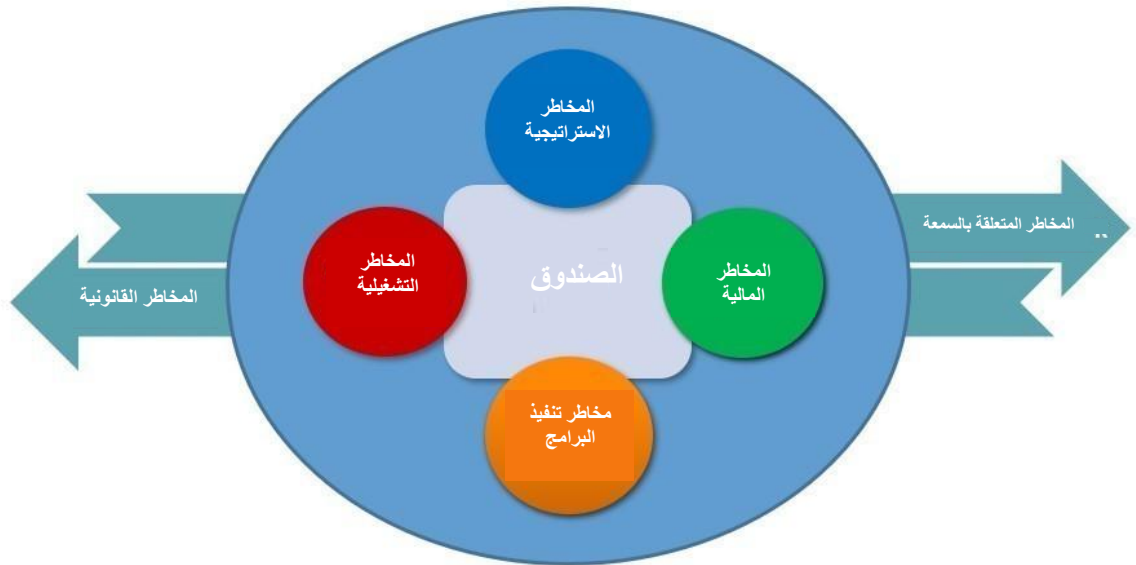 المخاطر
الاستراتيجية
المخاطر المتعلقة بالسمعة
المخاطر
المالية
الصندوق
المخاطر
التشغيلية
المخاطر القانونية
مخاطر تنفيذ
البرامج